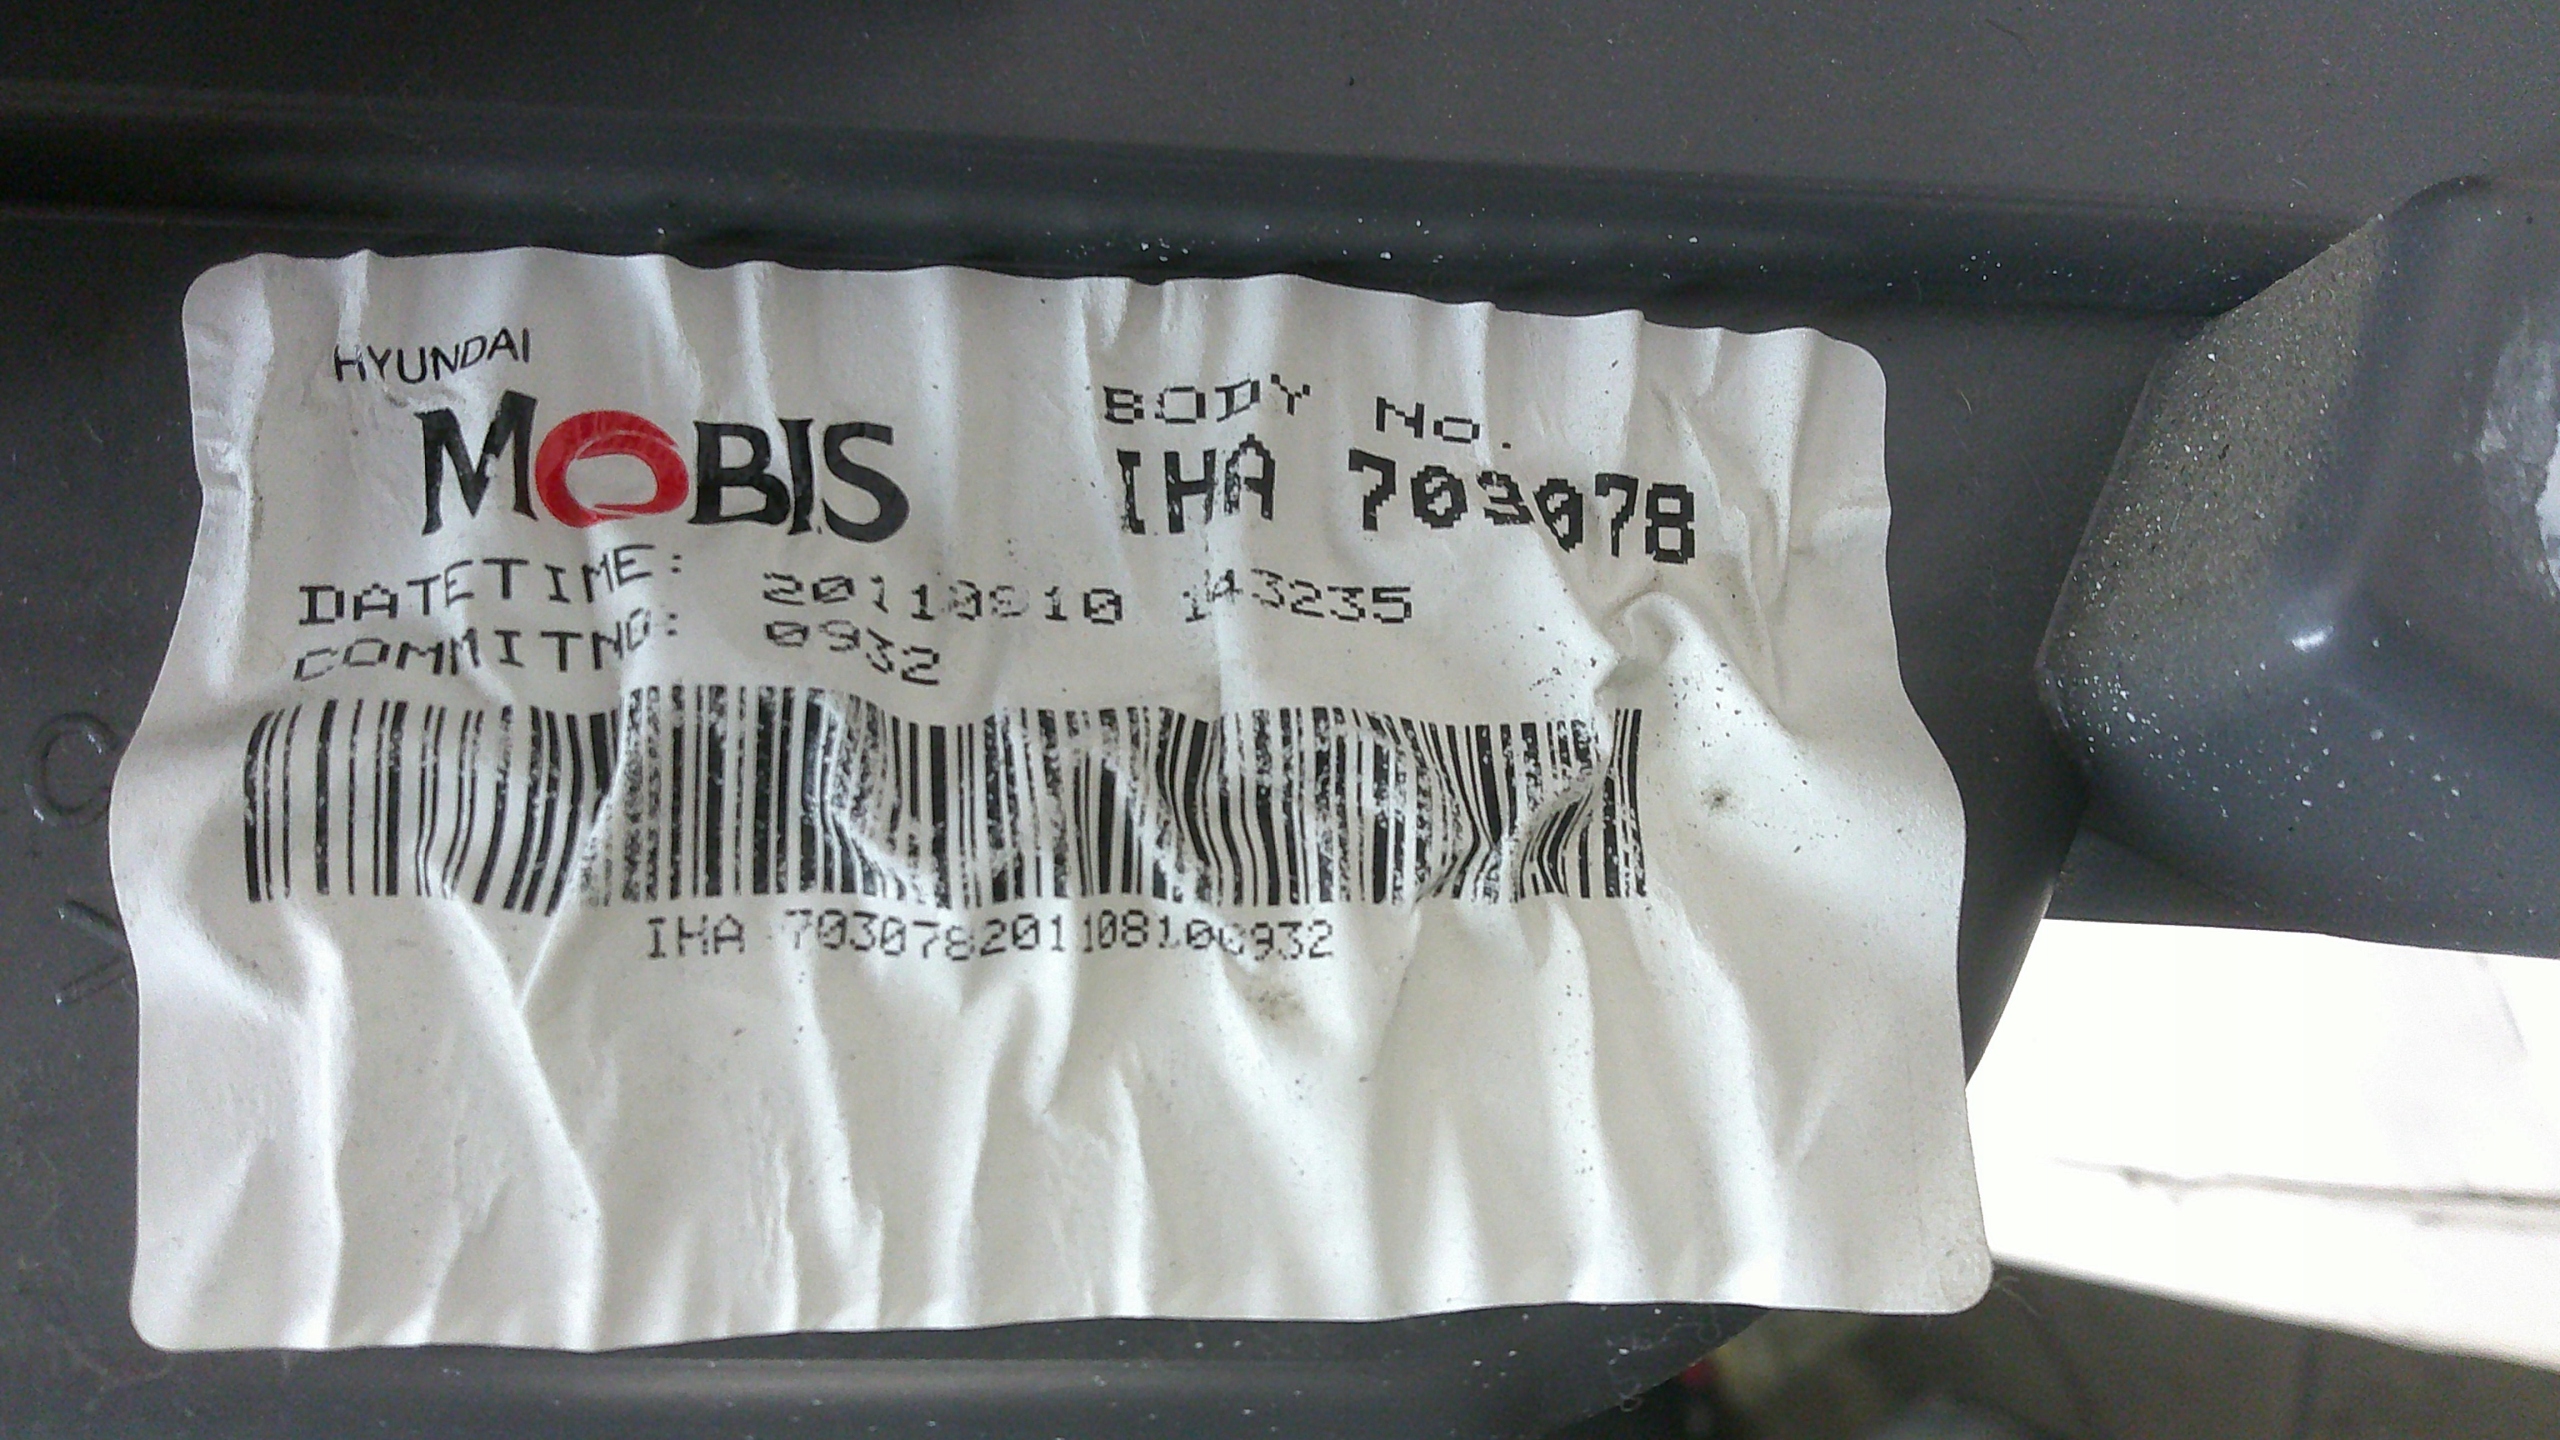 HYUNDAI
MOBIS
BODY NO.
IHA 703078
DATETIME: 20110810 143235
COMMITNO: 0932
IHA 703078201108100932